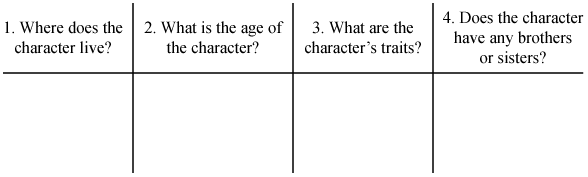 1. Where does the
character live?
2. What is the age of
the character?
3. What are the
character's traits?
4. Does the character
have any brothers
or sisters?